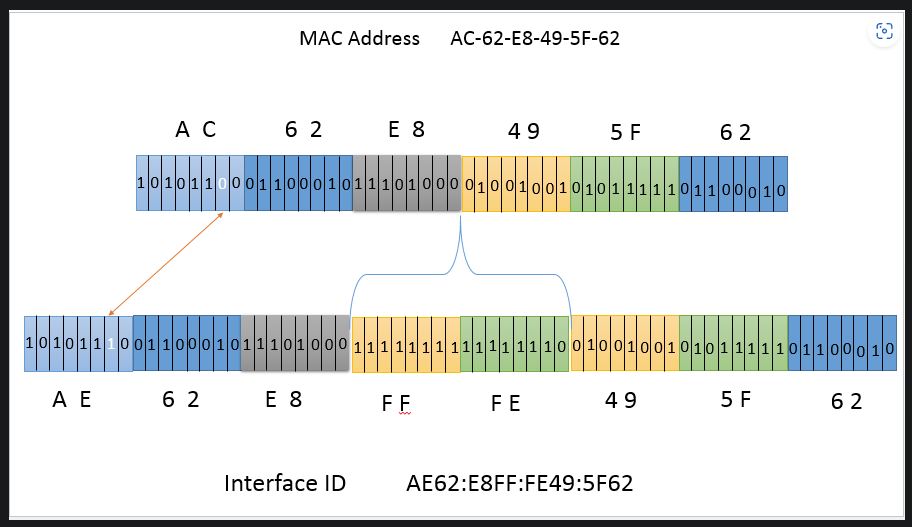 MAC Address AC-62-E8-49-5F-62
A C 6 2 E 8 4 9 5 F 6 2
1 0 1 0 1 1 0 0 0 1 1 0 0 0 1 0 1 1 1 0 1 0 0 0 0 1 0 0 1 0 0 1 0 1 0 1 1 1 1 1 0 1 1 0 0 0 1 0
1 0 1 0 1 1 1 0 0 1 1 0 0 0 1 0 1 1 1 0 1 0 0 0 1 1 1 1 1 1 1 1 1 1 1 1 1 1 1 0 0 1 0 0 1 0 0 1 0 1 0 1 1 1 1 1 0 1 1 0 0 0 1 0
A E 6 2 E 8 F F F E 4 9 5 F 6 2
Interface ID AE62:E8FF:FE49:5F62